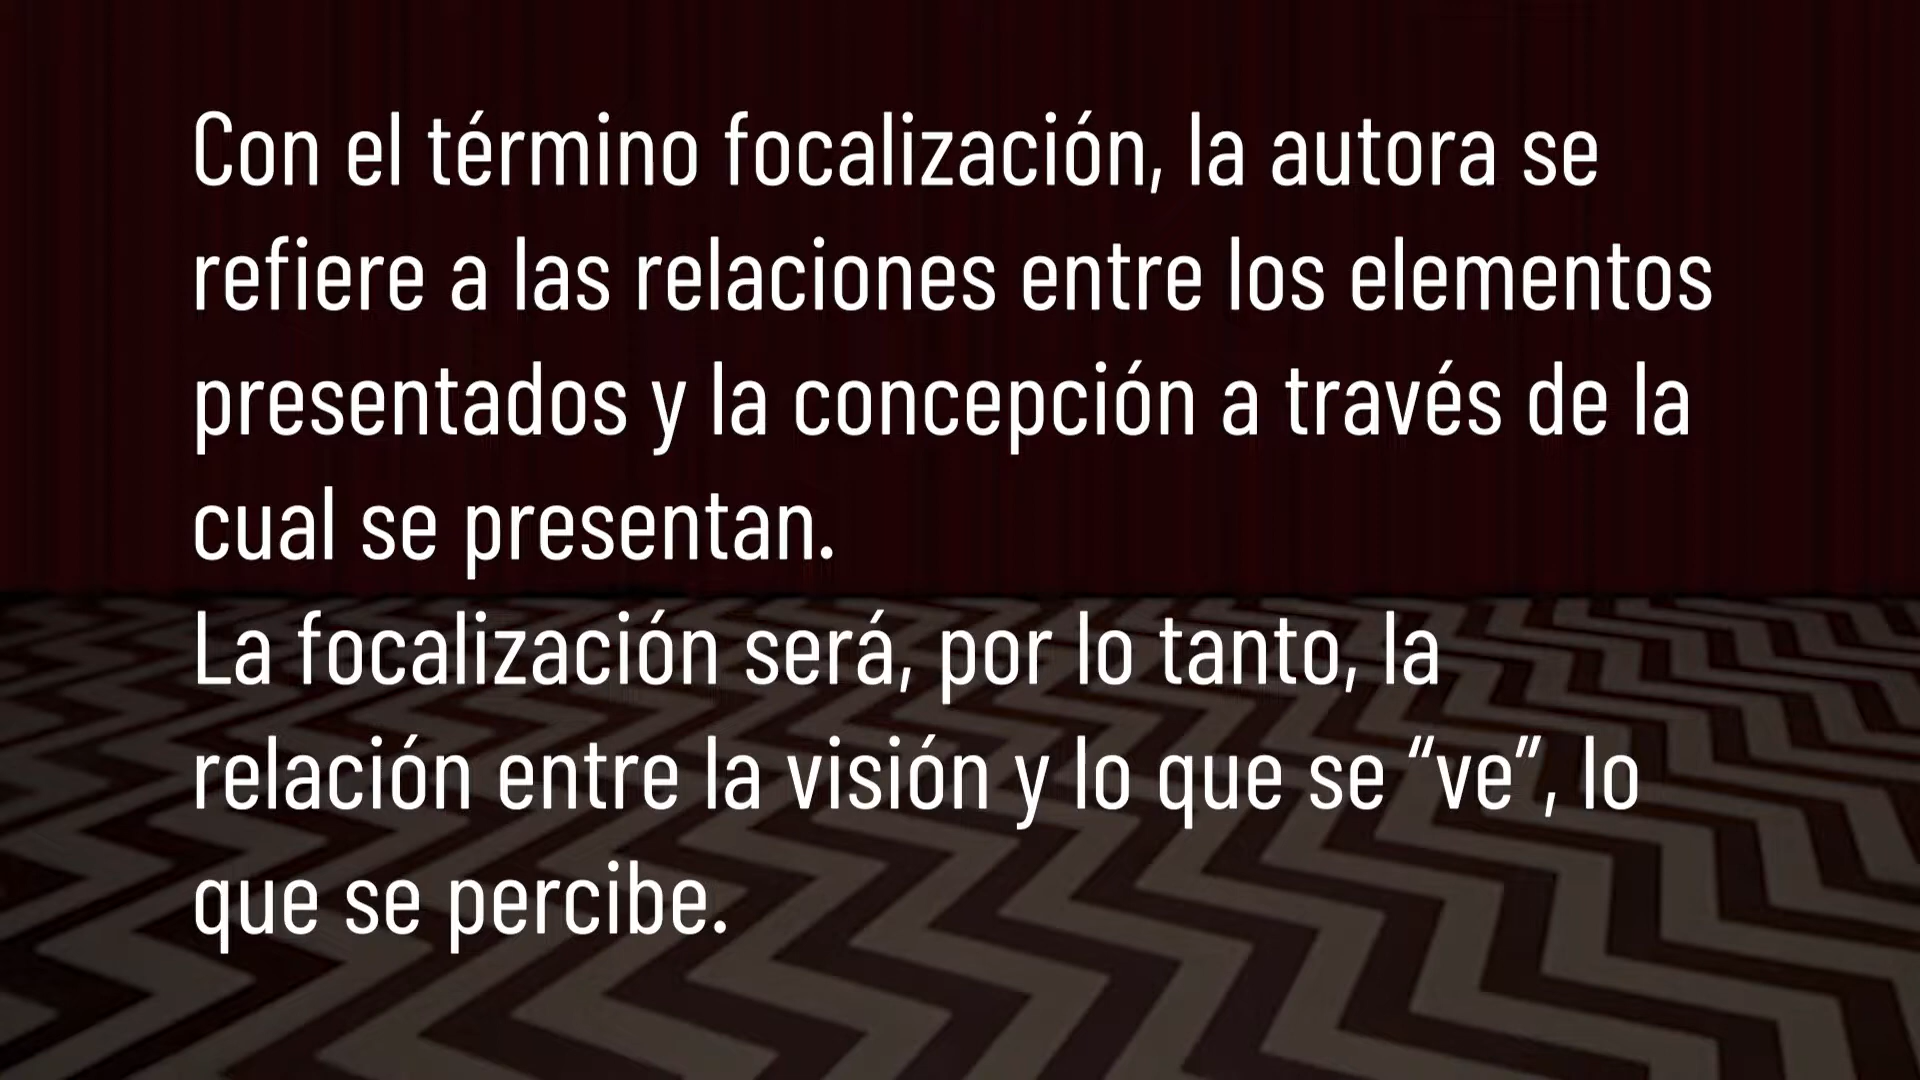 Con el término focalización, la autora se
refiere a las relaciones entre los elementos
presentados y la concepción a través de la
cual se presentan.
La focalización será, por lo tanto, la
relación entre la visión y lo que se “ve”, lo
que se percibe.